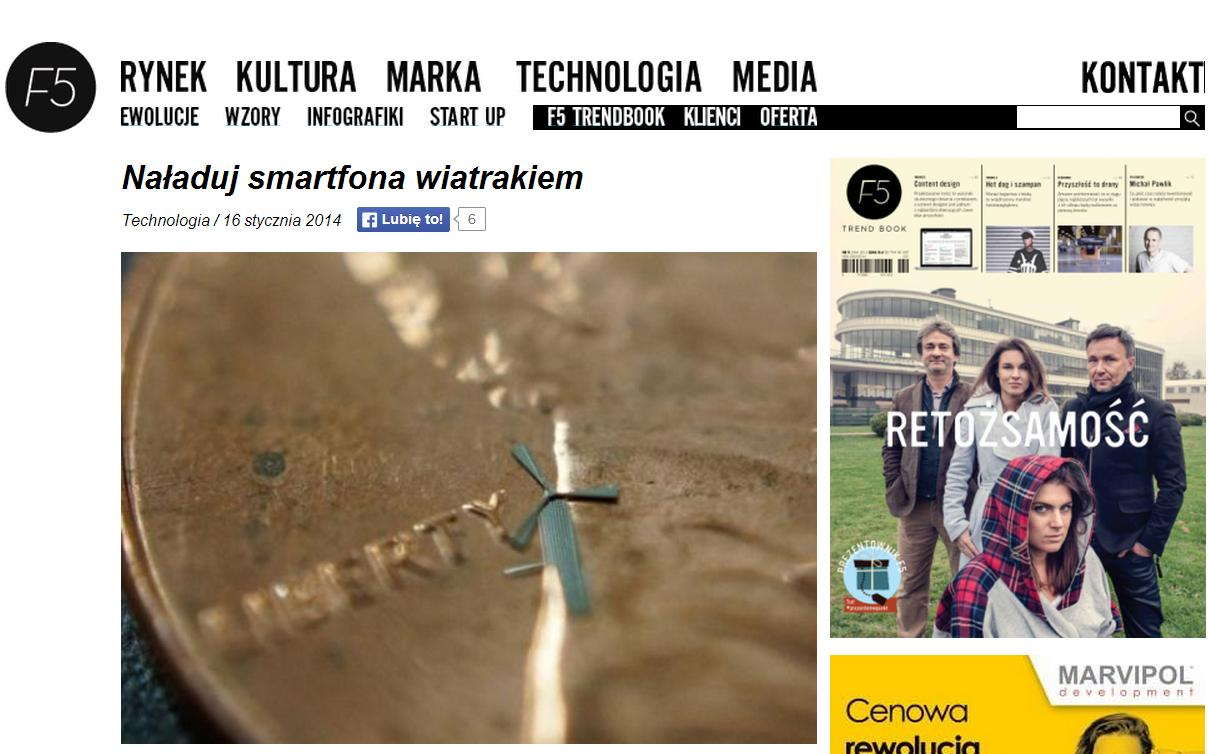 F5
RYNEK KULTURA MARKA TECHNOLOGIA MEDIA
KONTAKT
EWOLUCJE WZORY INFOGRAFIKI START UP F5 TRENDBOOK KLIENCI OFERTA
Naładuj smartfona wiatrakiem
Technologia / 16 stycznia 2014 Lubię to! 6
LIBERTY
F5
TREND BOOK
Content design
Hot dog i szampan
Przyszłość to drony
Michał Pawlik
RETOŻSAMOŚĆ
PREZENTOWNIK F5
MARVIPOL
development
Cenowa
rewolucja